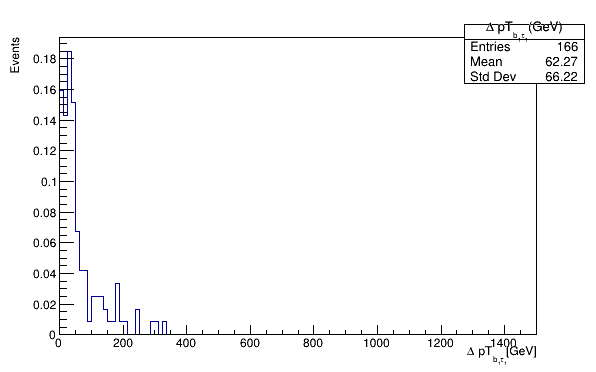 Δ pT_{b_1τ_1}(GeV)
Entries 166
Mean 62.27
Std Dev 66.22
Events
0.18
0.16
0.14
0.12
0.1
0.08
0.06
0.04
0.02
0
0 200 400 600 800 1000 1200 1400
Δ pT_{b_1τ_1}[GeV]